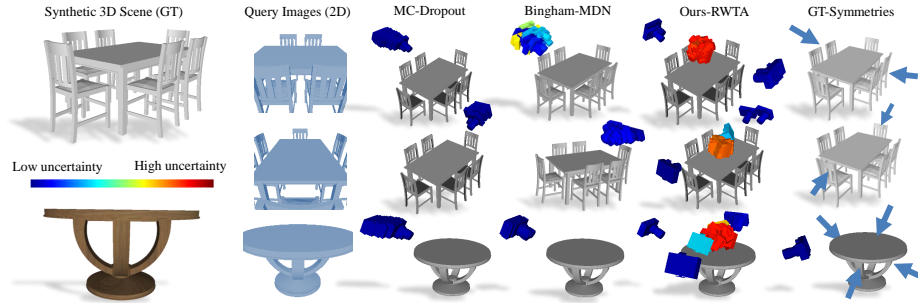 Synthetic 3D Scene (GT) Query Images (2D) MC-Dropout Bingham-MDN Ours-RWTA GT-Symmetries
Low uncertainty High uncertainty